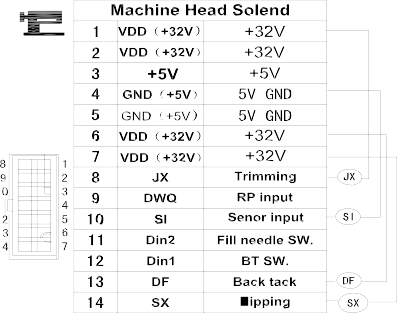 Machine Head Solend
1 VDD (+32V) +32V
2 VDD (+32V) +32V
3 +5V +5V
4 GND (+5V) 5V GND
5 GND (+5V) 5V GND
6 VDD (+32V) +32V
7 VDD (+32V) +32V
8 JX Trimming
9 DWQ RP input
10 SI Senor input
11 Din2 Fill needle SW.
12 Din1 BT SW.
13 DF Back tack
14 SX
JX
SI
DF
SX
8 1
9 2
0 3
4
2 5
3 6
4 7